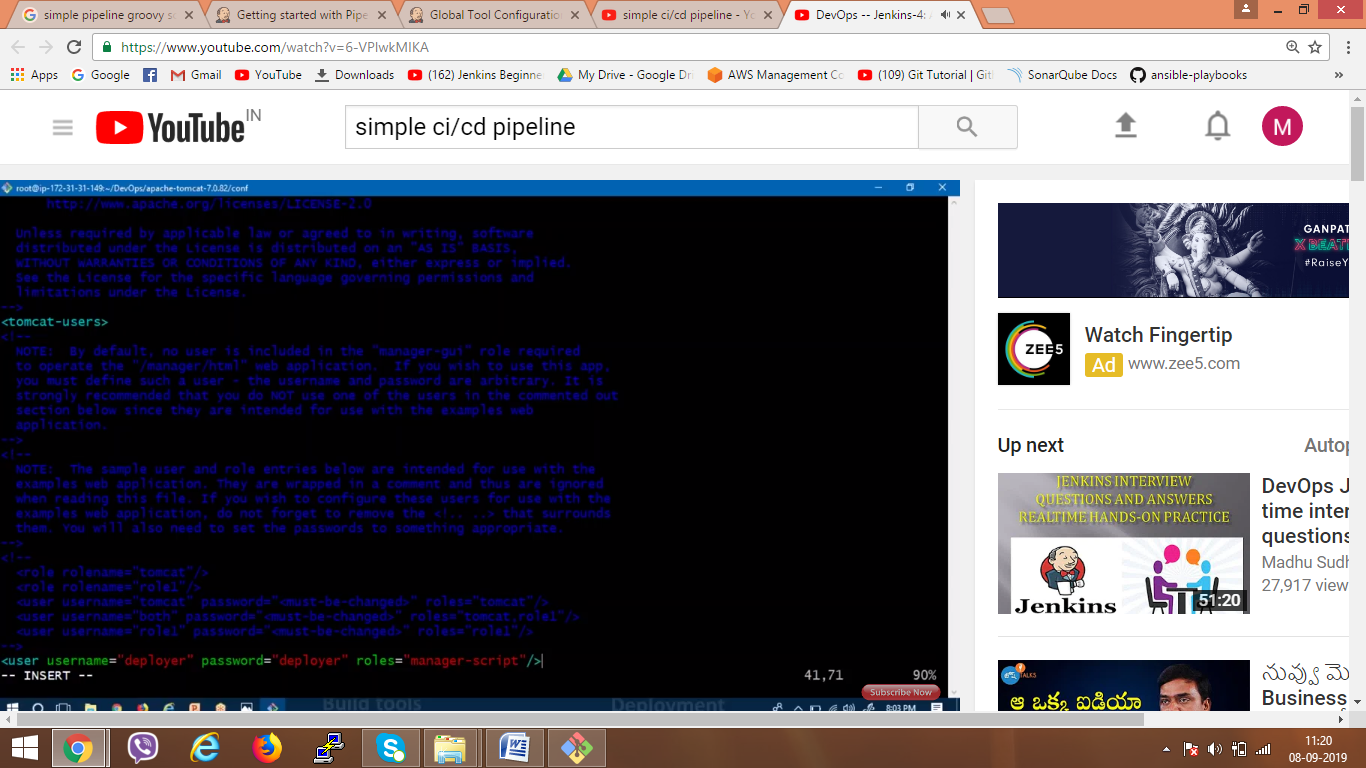 simple pipeline groovy s
Getting started with Pipe
Global Tool Configuratio
simple ci/cd pipeline - Yo
DevOps -- Jenkins-4:
https://www.youtube.com/watch?v=6-VPlwkMIKA
Apps
Google
Gmail
YouTube
Downloads
(162) Jenkins Beginne
My Drive - Google Dri
AWS Management Co
(109) Git Tutorial | Git
SonarQube Docs
ansible-playbooks
»
YouTube IN
simple ci/cd pipeline
M
root@ip-172-31-31-149:~/DevOps/apache-tomcat-7.0.82/conf
http://www.apache.org/licenses/LICENSE-2.0
Unless required by applicable law or agreed to in writing, software
distributed under the License is distributed on an "AS IS" BASIS,
WITHOUT WARRANTIES OR CONDITIONS OF ANY KIND, either express or implied.
See the License for the specific language governing permissions and
limitations under the License.
-->
<tomcat-users>
<!--
NOTE:  By default, no user is included in the "manager-gui" role required
to operate the "/manager/html" web application.  If you wish to use this app,
you must define such a user - the username and password are arbitrary. It is
strongly recommended that you do NOT use one of the users in the commented out
section below since they are intended for use with the examples web
application.
-->
<!--
NOTE:  The sample user and role entries below are intended for use with the
examples web application. They are wrapped in a comment and thus are ignored
when reading this file. If you wish to configure these users for use with the
examples web application, do not forget to remove the <!.. ..> that surrounds
them. You will also need to set the passwords to something appropriate.
-->
<!--
<role rolename="tomcat"/>
<role rolename="role1"/>
<user username="tomcat" password="<must-be-changed>" roles="tomcat"/>
<user username="both" password="<must-be-changed>" roles="tomcat,role1"/>
<user username="role1" password="<must-be-changed>" roles="role1"/>
-->
<user username="deployer" password="deployer" roles="manager-script"/>
-- INSERT -- 41,71 90%
Subscribe Now
Build tools
Deployment
8:03 PM
GANPAT
X BEAT
#RaiseY
ZEE5
Watch Fingertip
Ad www.zee5.com
Up next
Autop
JENKINS INTERVIEW
QUESTIONS AND ANSWERS
REALTIME HANDS-ON PRACTICE
Jenkins
51:20
DevOps J
time inter
questions
Madhu Sudh
27,917 view
TALKS
ఆ ఒక్క ఐడియా
నువ్వు మె
Business
11:20
08-09-2019